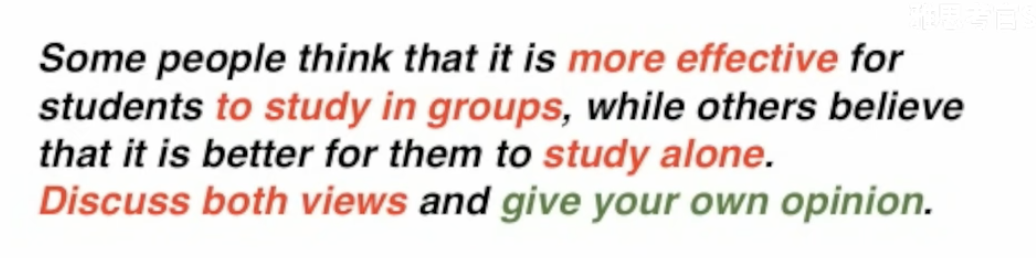 Some people think that it is more effective for
students to study in groups, while others believe
that it is better for them to study alone.
Discuss both views and give your own opinion.